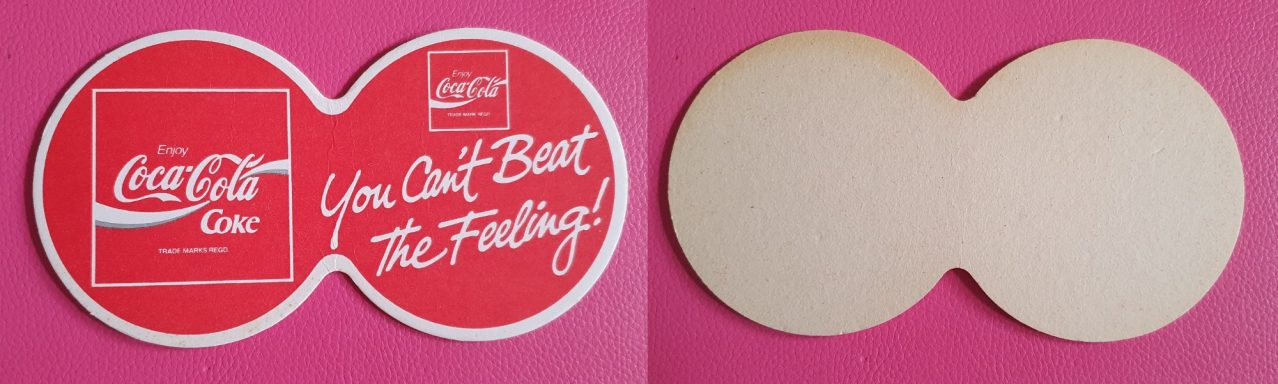 Enjoy
Coca-Cola
Coke
TRADE MARKS REGD.
Enjoy
Coca-Cola
TRADE MARK REGD.
You Can't Beat
The Feeling!